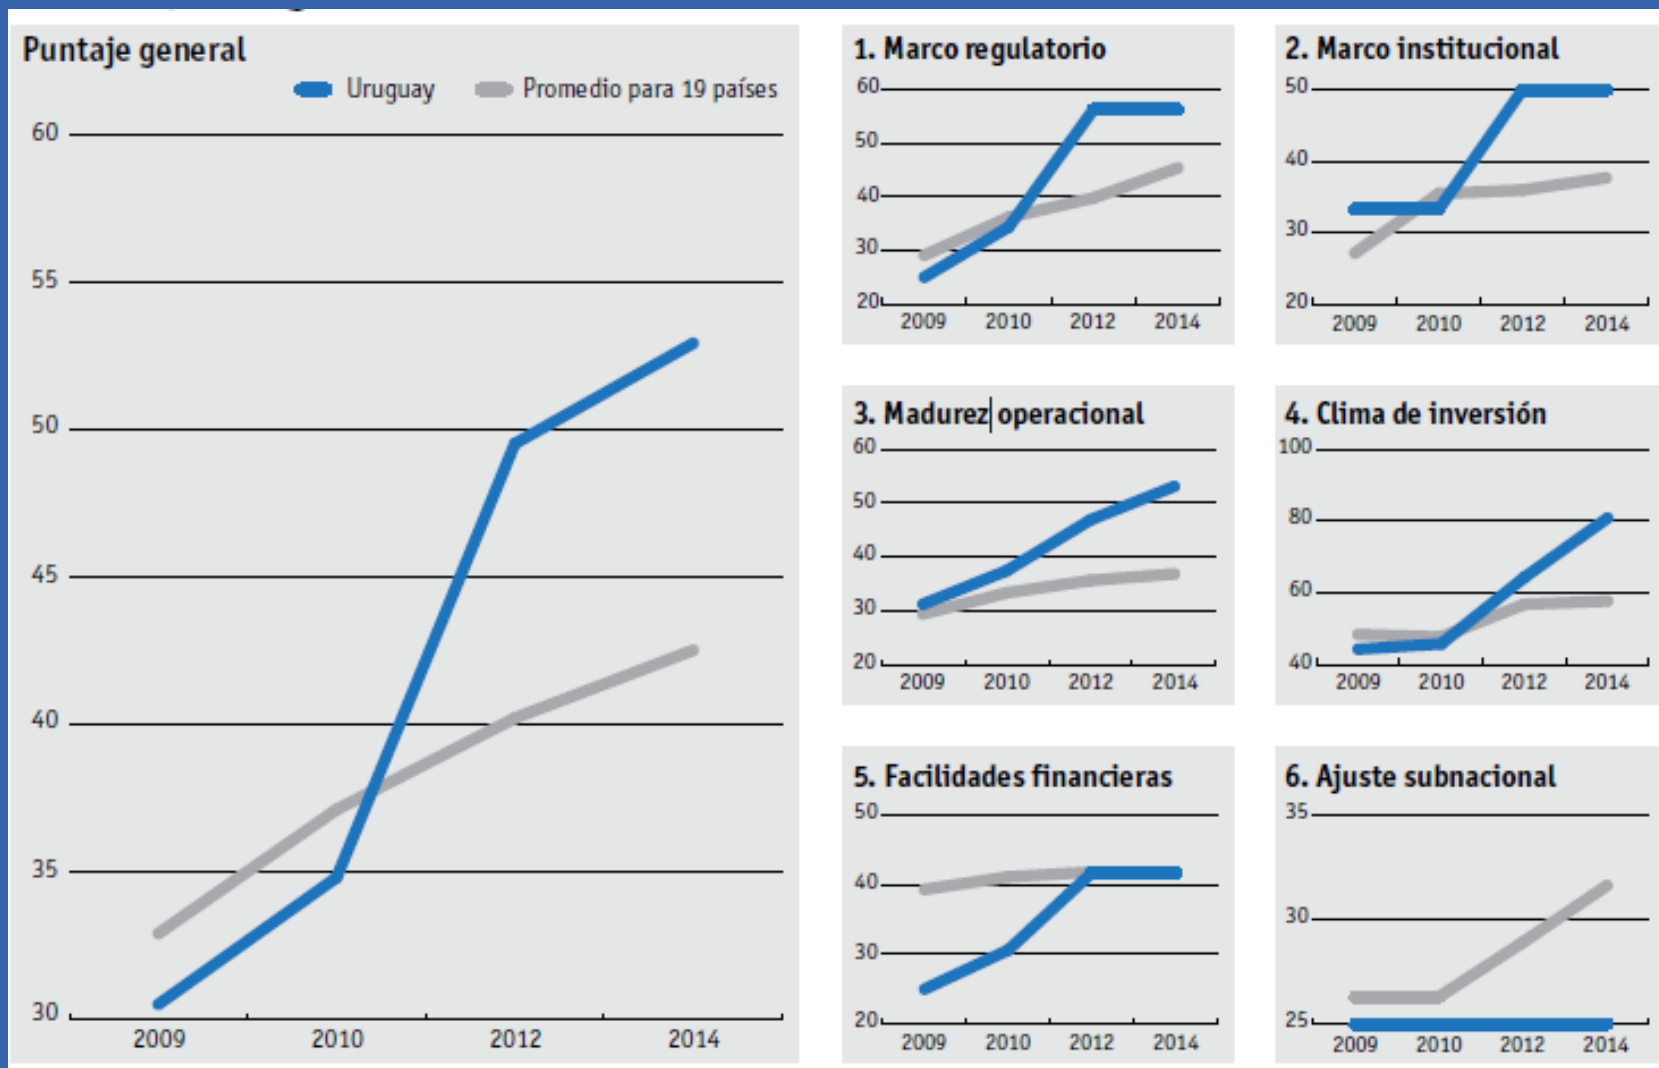 Puntaje general
Uruguay
Promedio para 19 países
60
55
50
45
40
35
30
2009 2010 2012 2014
1. Marco regulatorio
60
50
40
30
20
2009 2010 2012 2014
2. Marco institucional
50
40
30
20
2009 2010 2012 2014
3. Madurez operacional
60
50
40
30
20
2009 2010 2012 2014
4. Clima de inversión
100
80
60
40
2009 2010 2012 2014
5. Facilidades financieras
50
40
30
20
2009 2010 2012 2014
6. Ajuste subnacional
35
30
25
2009 2010 2012 2014